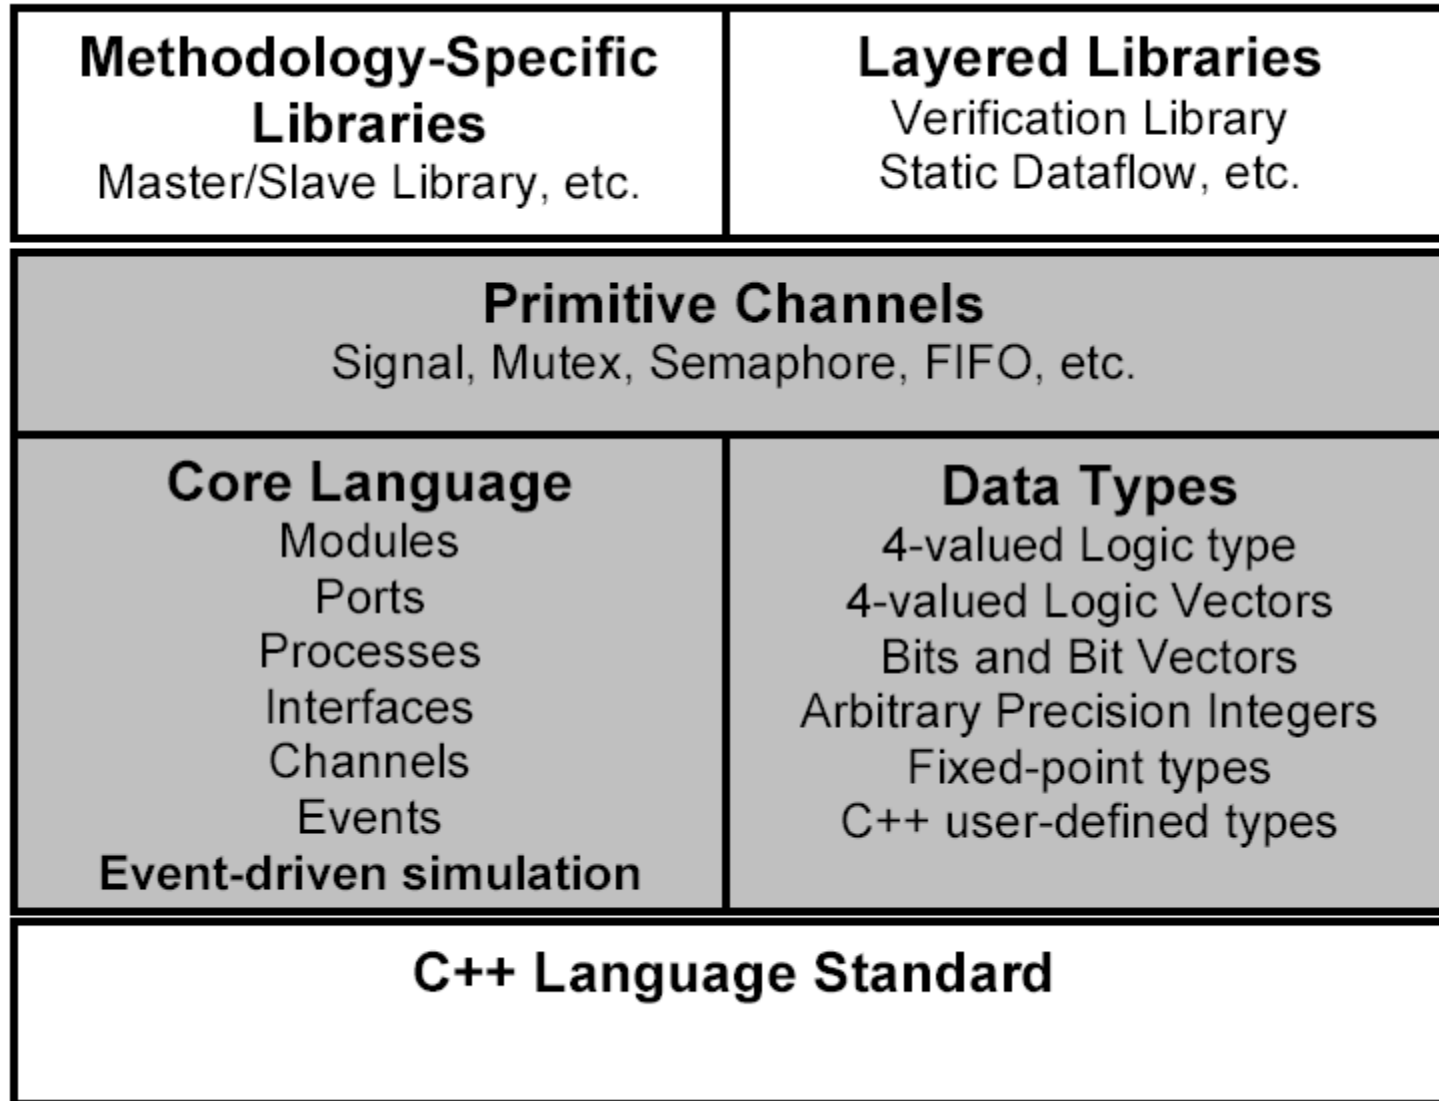 Methodology-Specific
Libraries
Master/Slave Library, etc.
Layered Libraries
Verification Library
Static Dataflow, etc.
Primitive Channels
Signal, Mutex, Semaphore, FIFO, etc.
Core Language
Modules
Ports
Processes
Interfaces
Channels
Events
Event-driven simulation
Data Types
4-valued Logic type
4-valued Logic Vectors
Bits and Bit Vectors
Arbitrary Precision Integers
Fixed-point types
C++ user-defined types
C++ Language Standard